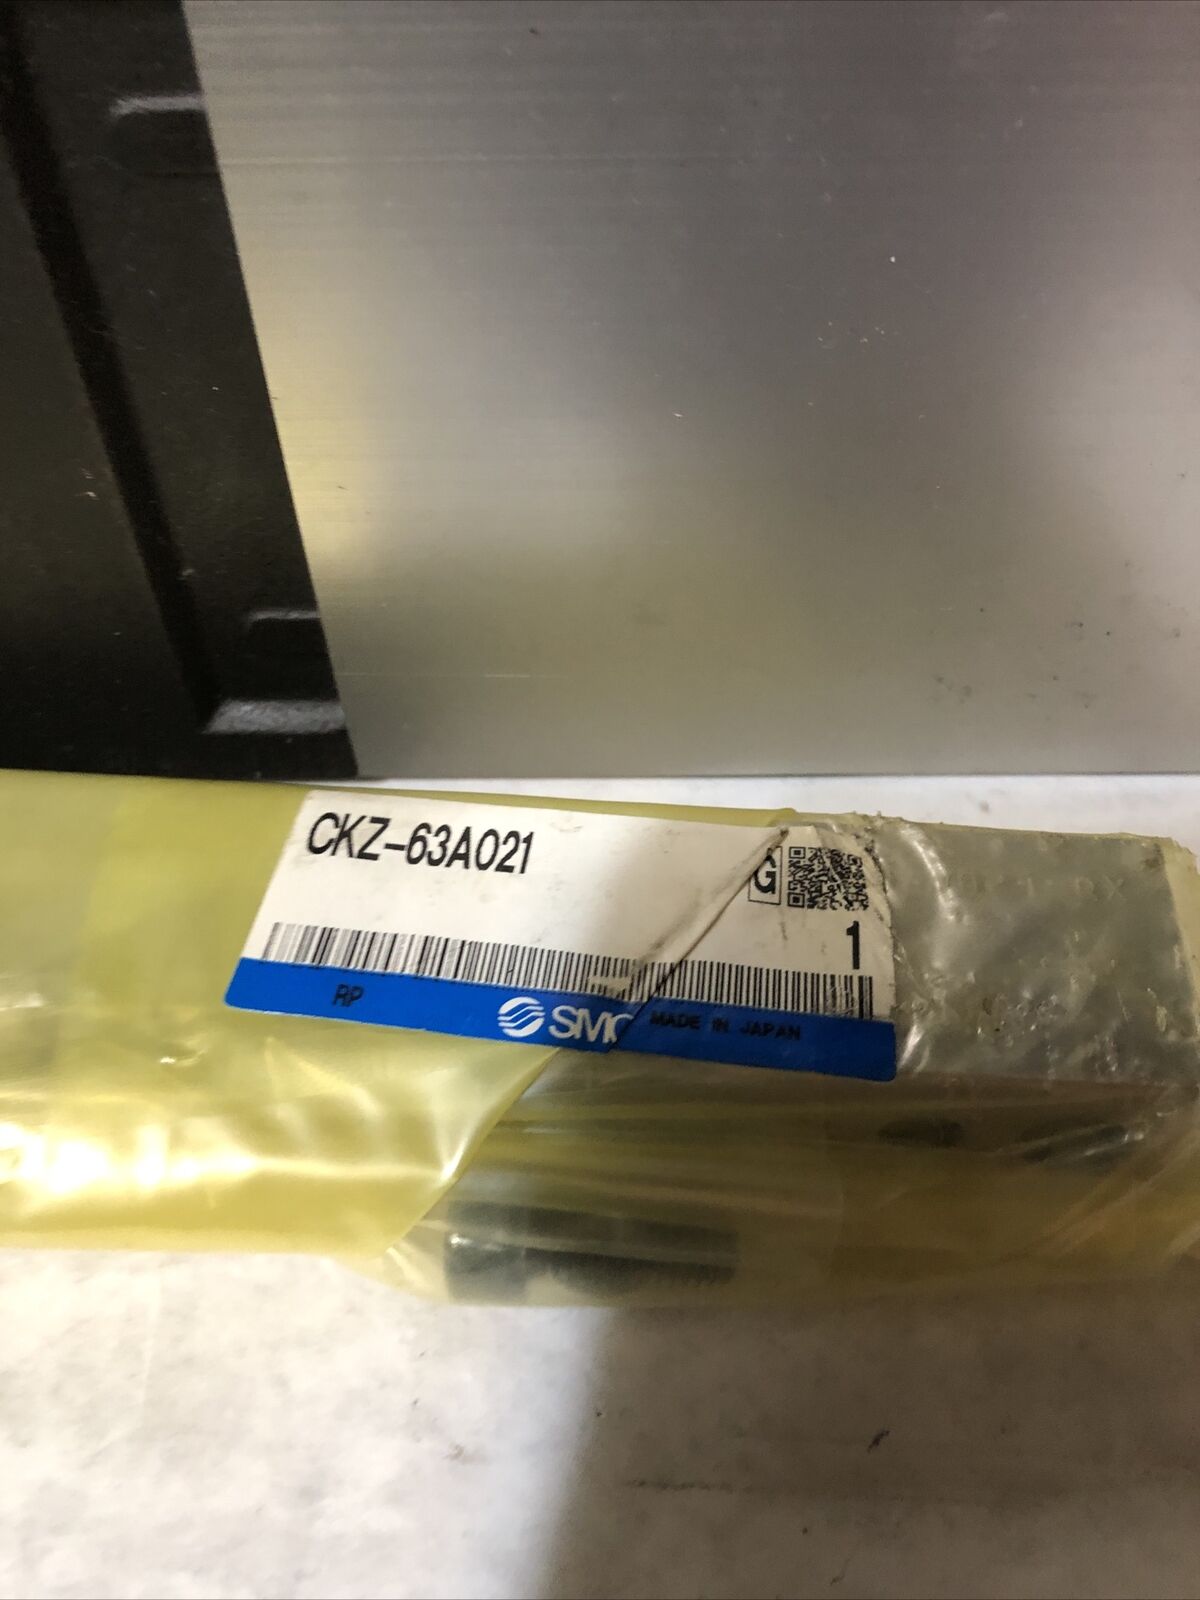 CKZ-63A021
G
1
RP
SMC
MADE IN JAPAN